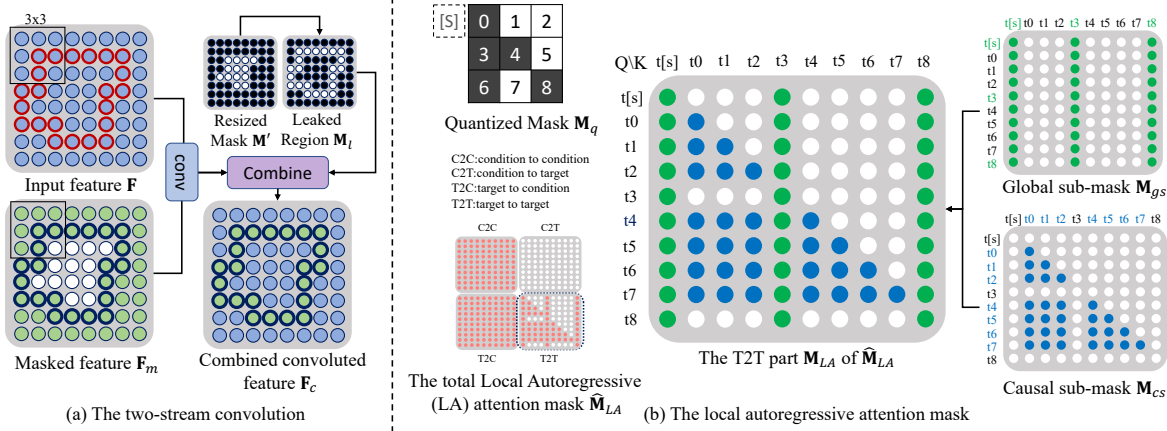 3x3
Resized
Mask M′
Leaked
Region M_l
Input feature F
conv
Combine
Masked feature F_m
Combined convoluted
feature F_c
(a) The two-stream convolution
[S]
0 1 2
3 4 5
6 7 8
Quantized Mask M_q
C2C:condition to condition
C2T:condition to target
T2C:target to condition
T2T:target to target
C2C C2T
T2C T2T
The total Local Autoregressive
(LA) attention mask M̂_LA
Q\K t[s] t0 t1 t2 t3 t4 t5 t6 t7 t8
t[s]
t0
t1
t2
t3
t4
t5
t6
t7
t8
The T2T part M_LA of M̂_LA
(b) The local autoregressive attention mask
t[s] t0 t1 t2 t3 t4 t5 t6 t7 t8
t[s]
t0
t1
t2
t3
t4
t5
t6
t7
t8
Global sub-mask M_gs
t[s] t0 t1 t2 t3 t4 t5 t6 t7 t8
t[s]
t0
t1
t2
t3
t4
t5
t6
t7
t8
Causal sub-mask M_cs